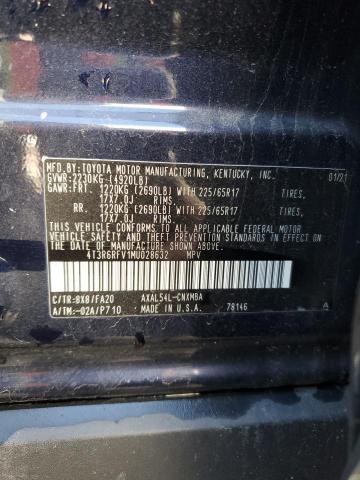 MFD.BY:TOYOTA MOTOR MANUFACTURING, KENTUCKY, INC. 01/21
GVWR:2230KG-(4920LB)
GAWR:FRT. 1220KG (2690LB) WITH 225/65R17 TIRES,
17X7.0J RIMS.
RR. 1220KG (2690LB) WITH 225/65R17 TIRES,
17X7.0J RIMS.
THIS VEHICLE CONFORMS TO ALL APPLICABLE FEDERAL MOTOR
VEHICLE SAFETY AND THEFT PREVENTION STANDARDS IN EFFECT ON
THE DATE OF MANUFACTURE SHOWN ABOVE.
4T3R6RFV1MU028632 MPV
C/TR:8X8/FA20 AXAL54L-CNXMBA
A/TM:-02A/P710 MADE IN U.S.A. 78146 A